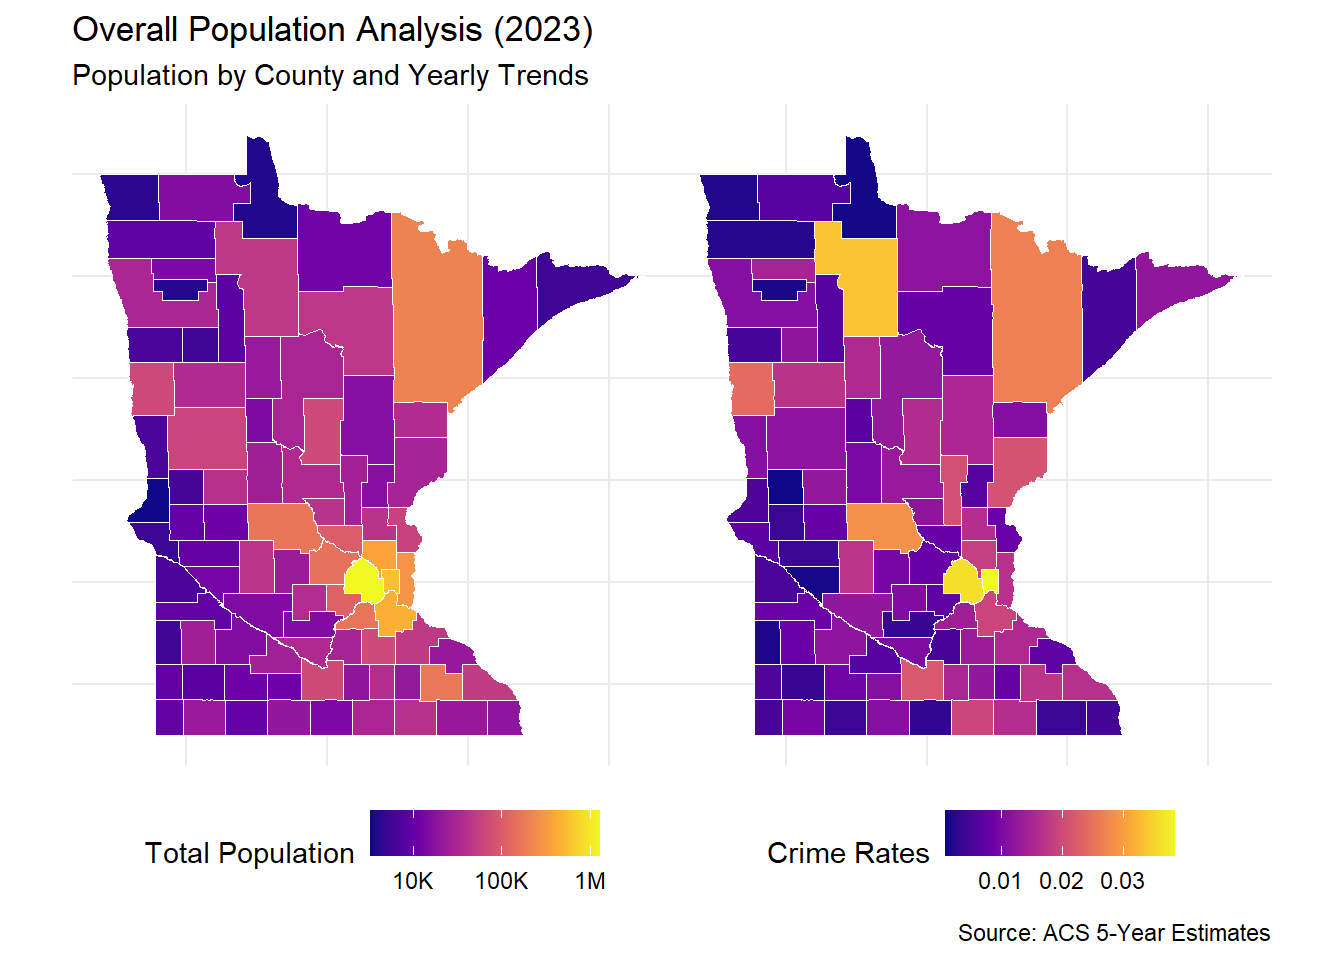 Overall Population Analysis (2023)
Population by County and Yearly Trends
Total Population
10K 100K 1M
Crime Rates
0.01 0.02 0.03
Source: ACS 5-Year Estimates